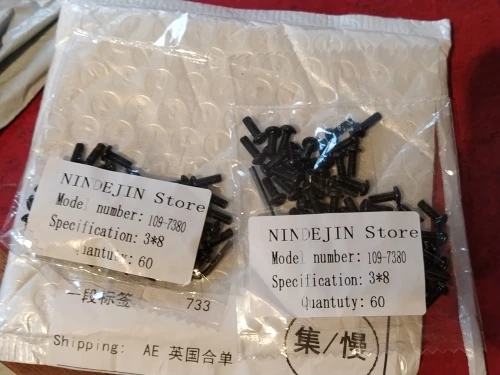 NINDEJIN Store
Model number: 109-7380
Specification: 3*8
Quantuty: 60
NINDEJIN Store
Model number: 109-7380
Specification: 3*8
Quantuty: 60
一段标签 733
Shipping: AE 英国合单
集/慢